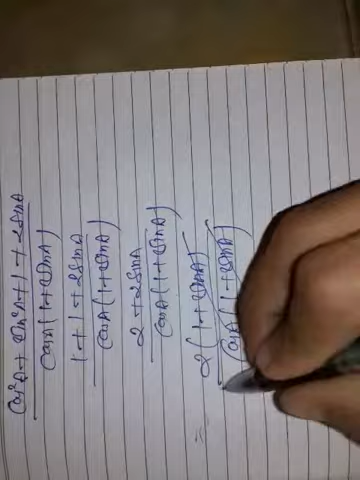 Cos²A + Sin²A + 1 + 2SinA
CosA (1 + SinA)
1 + 1 + 2SinA
CosA (1 + SinA)
2 + 2SinA
CosA (1 + SinA)
= 2 (1 + SinA)
CosA (1 + SinA)